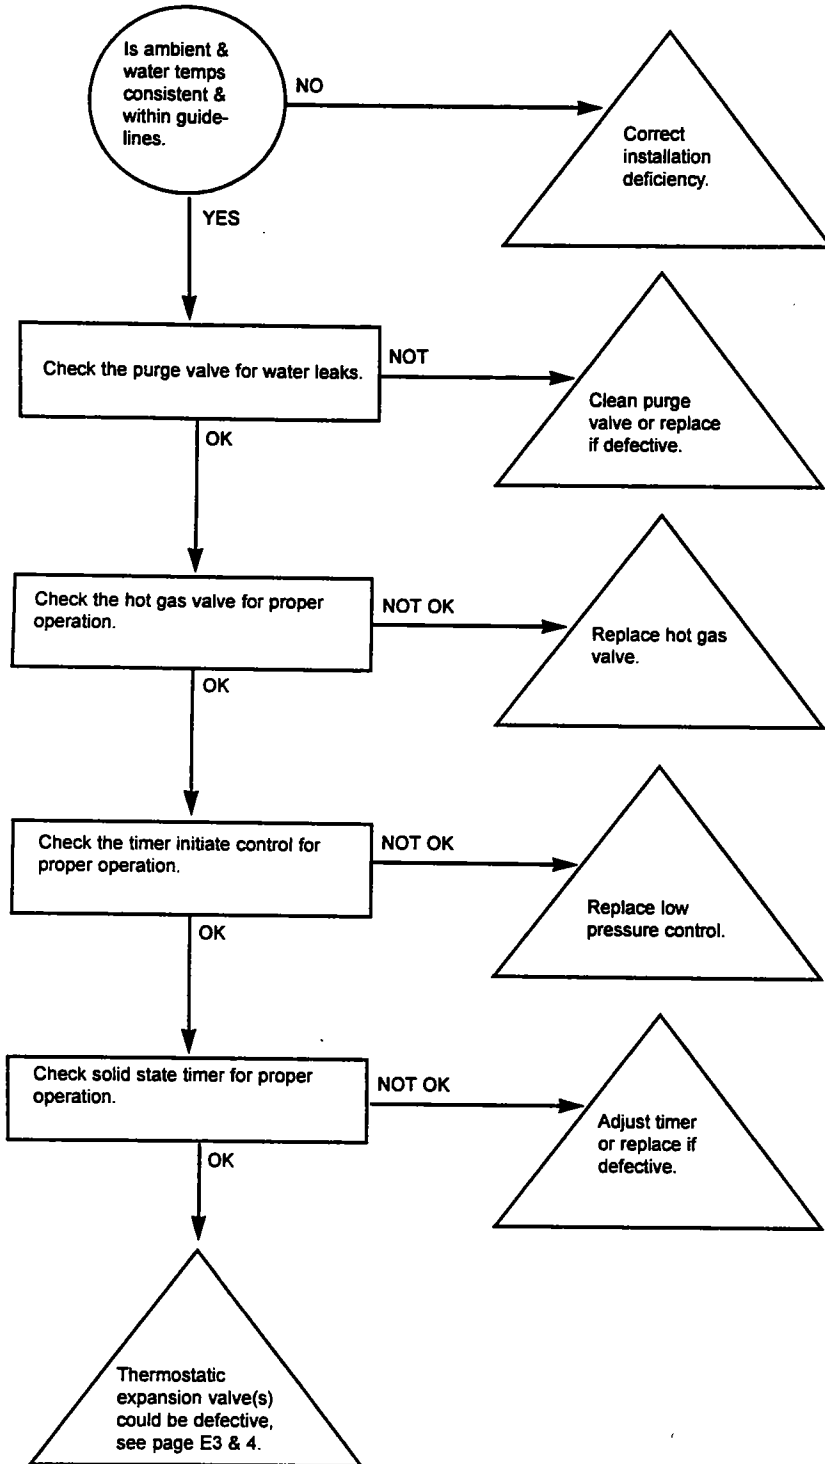 Is ambient &
water temps
consistent &
within guide-
lines.
NO
Correct
installation
deficiency.
YES
Check the purge valve for water leaks.
NOT
Clean purge
valve or replace
if defective.
OK
Check the hot gas valve for proper
operation.
NOT OK
Replace hot gas
valve.
OK
Check the timer initiate control for
proper operation.
NOT OK
Replace low
pressure control.
OK
Check solid state timer for proper
operation.
NOT OK
Adjust timer
or replace if
defective.
OK
Thermostatic
expansion valve(s)
could be defective,
see page E3 & 4.